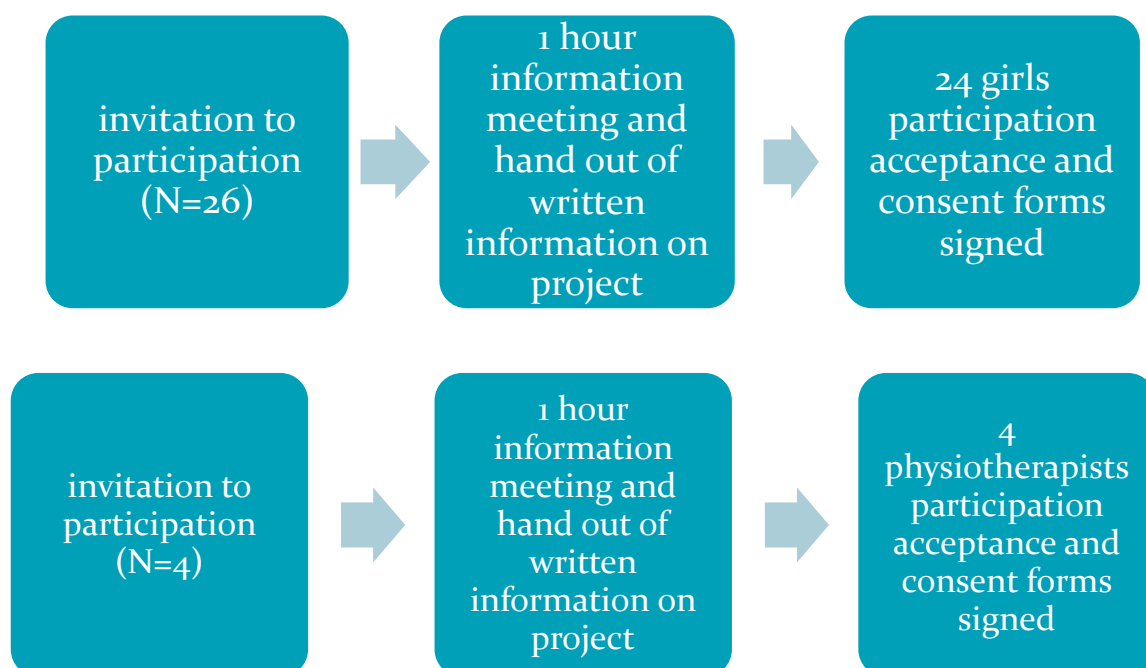 invitation to
participation
(N=26)
1 hour
information
meeting and
hand out of
written
information on
project
24 girls
participation
acceptance and
consent forms
signed
invitation to
participation
(N=4)
1 hour
information
meeting and
hand out of
written
information on
project
4
physiotherapists
participation
acceptance and
consent forms
signed